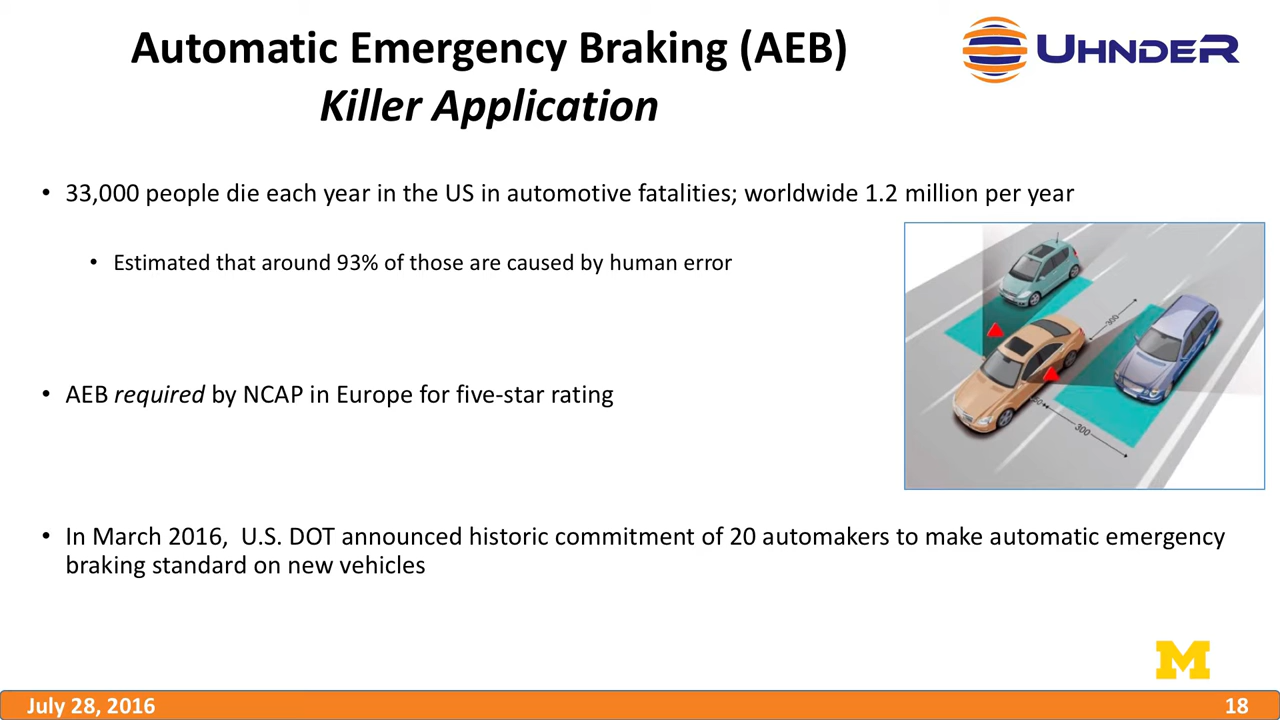 Automatic Emergency Braking (AEB)
Killer Application
UHNDER
• 33,000 people die each year in the US in automotive fatalities; worldwide 1.2 million per year
• Estimated that around 93% of those are caused by human error
300
300
• AEB required by NCAP in Europe for five-star rating
• In March 2016,  U.S. DOT announced historic commitment of 20 automakers to make automatic emergency
braking standard on new vehicles
M
July 28, 2016
18